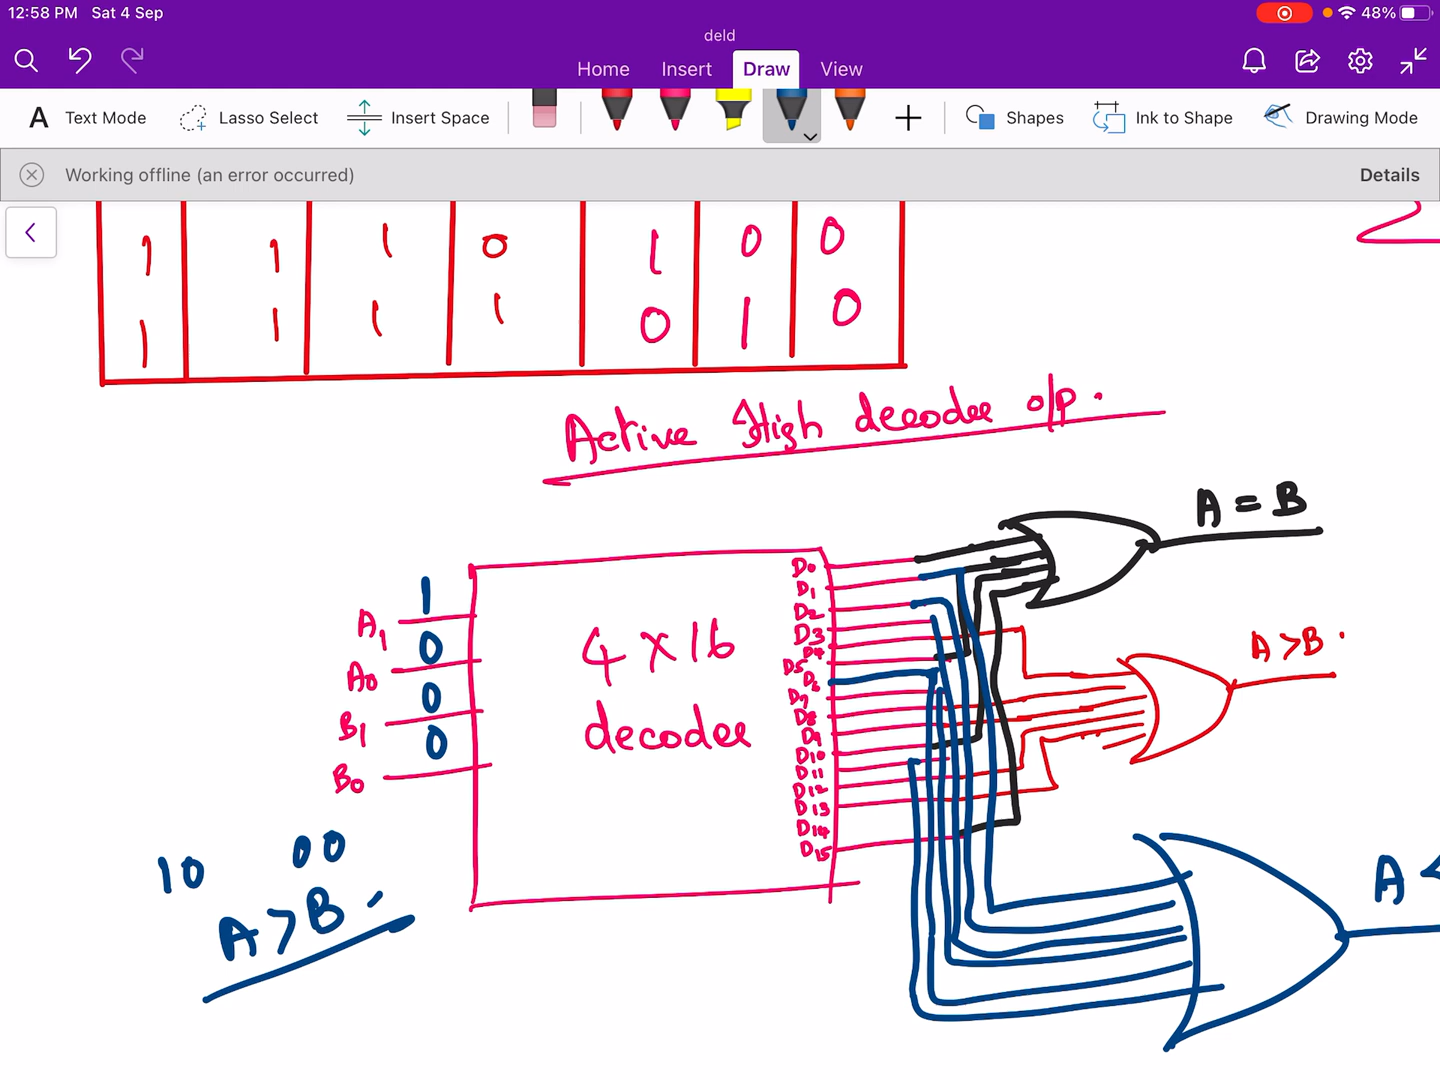 12:58 PM Sat 4 Sep 48%
deld
Home Insert Draw View
A Text Mode Lasso Select Insert Space Shapes Ink to Shape Drawing Mode
Working offline (an error occurred) Details
1 1 1 0 1 0 0
1 1 1 1 0 1 0
Active High decoder o/p.
A = B
1
A1
0
A0
0
B1
0
B0
4 x 16
decoder
D0
D1
D2
D3
D4
D5
D6
D7
D8
D9
D10
D11
D12
D13
D14
D15
A > B.
10 00
A > B.
A <